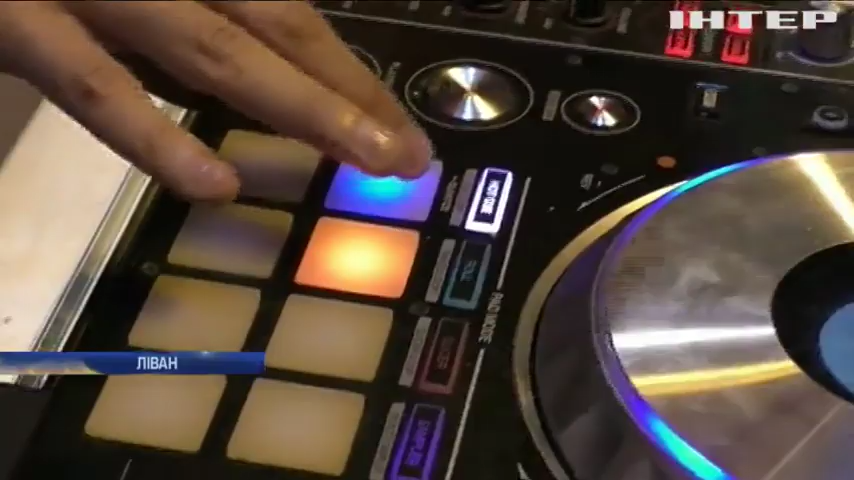 ІНТЕР
HOT CUE
ROLL
SLICER
SAMPLER
PAD MODE
ЛІВАН